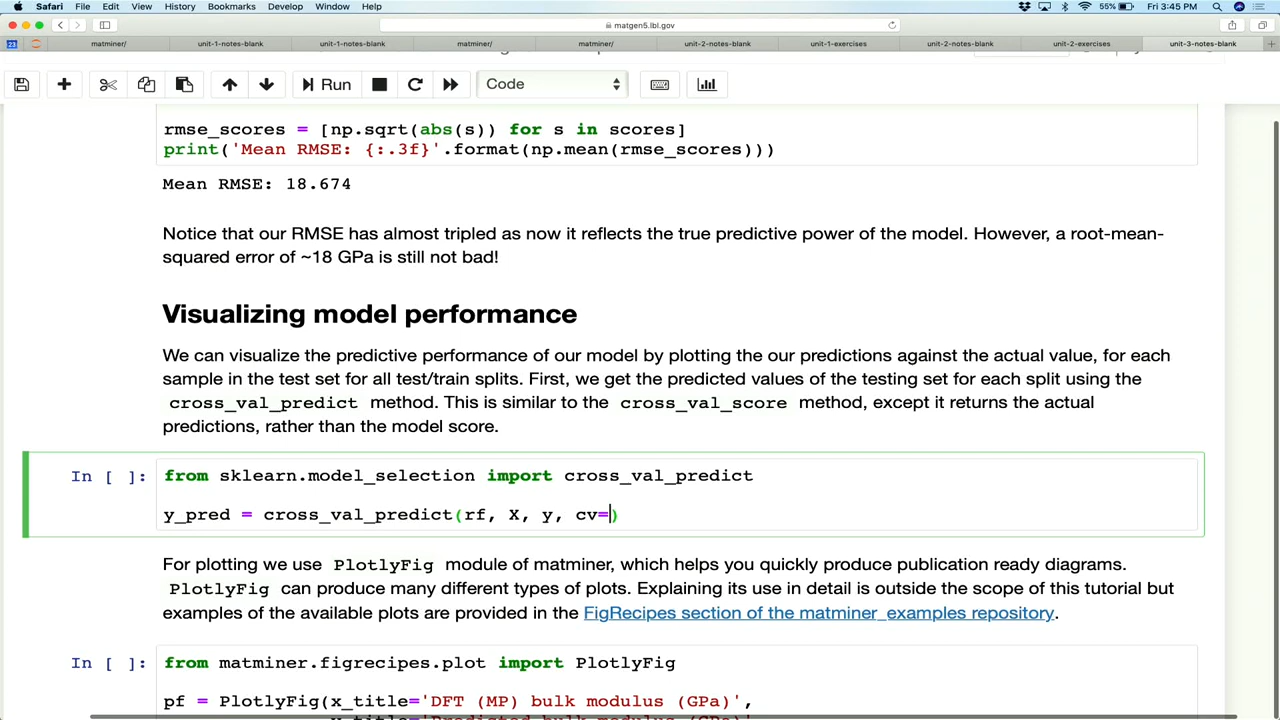 Safari File Edit View History Bookmarks Develop Window Help 55% Fri 3:45 PM
matgen5.lbl.gov
23 matminer/ unit-1-notes-blank unit-1-notes-blank matminer/ matminer/ unit-2-notes-blank unit-1-exercises unit-2-notes-blank unit-2-exercises unit-3-notes-blank
Run Code
rmse_scores = [np.sqrt(abs(s)) for s in scores]
print('Mean RMSE: {:.3f}'.format(np.mean(rmse_scores)))
Mean RMSE: 18.674
Notice that our RMSE has almost tripled as now it reflects the true predictive power of the model. However, a root-mean-
squared error of ~18 GPa is still not bad!
Visualizing model performance
We can visualize the predictive performance of our model by plotting the our predictions against the actual value, for each
sample in the test set for all test/train splits. First, we get the predicted values of the testing set for each split using the
cross_val_predict method. This is similar to the cross_val_score method, except it returns the actual
predictions, rather than the model score.
In [ ]: from sklearn.model_selection import cross_val_predict
y_pred = cross_val_predict(rf, X, y, cv=)
For plotting we use PlotlyFig module of matminer, which helps you quickly produce publication ready diagrams.
PlotlyFig can produce many different types of plots. Explaining its use in detail is outside the scope of this tutorial but
examples of the available plots are provided in the FigRecipes section of the matminer_examples repository.
In [ ]: from matminer.figrecipes.plot import PlotlyFig
pf = PlotlyFig(x_title='DFT (MP) bulk modulus (GPa)',